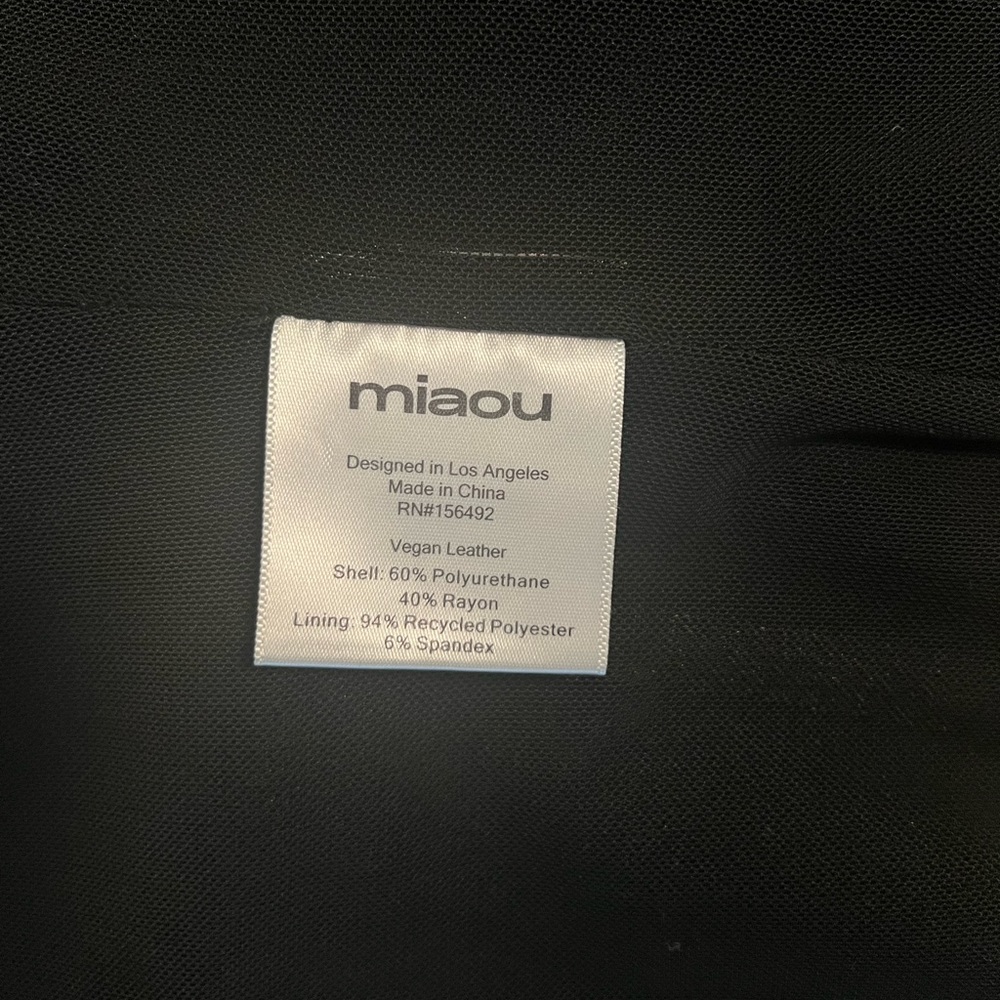 miaou
Designed in Los Angeles
Made in China
RN#156492
Vegan Leather
Shell: 60% Polyurethane
40% Rayon
Lining: 94% Recycled Polyester
6% Spandex